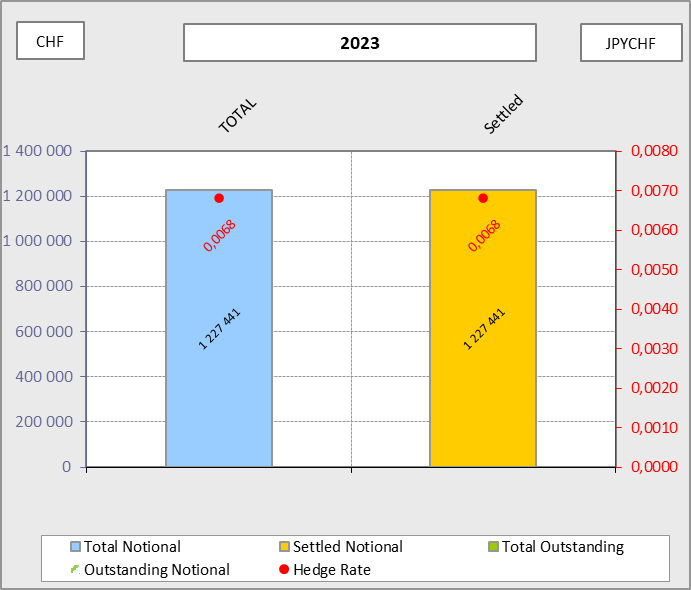 CHF
2023
JPYCHF
TOTAL
Settled
1 400 000
1 200 000
1 000 000
800 000
600 000
400 000
200 000
0
0,0068
1 227 441
0,0068
1 227 441
0,0080
0,0070
0,0060
0,0050
0,0040
0,0030
0,0020
0,0010
0,0000
Total Notional
Settled Notional
Total Outstanding
Outstanding Notional
Hedge Rate